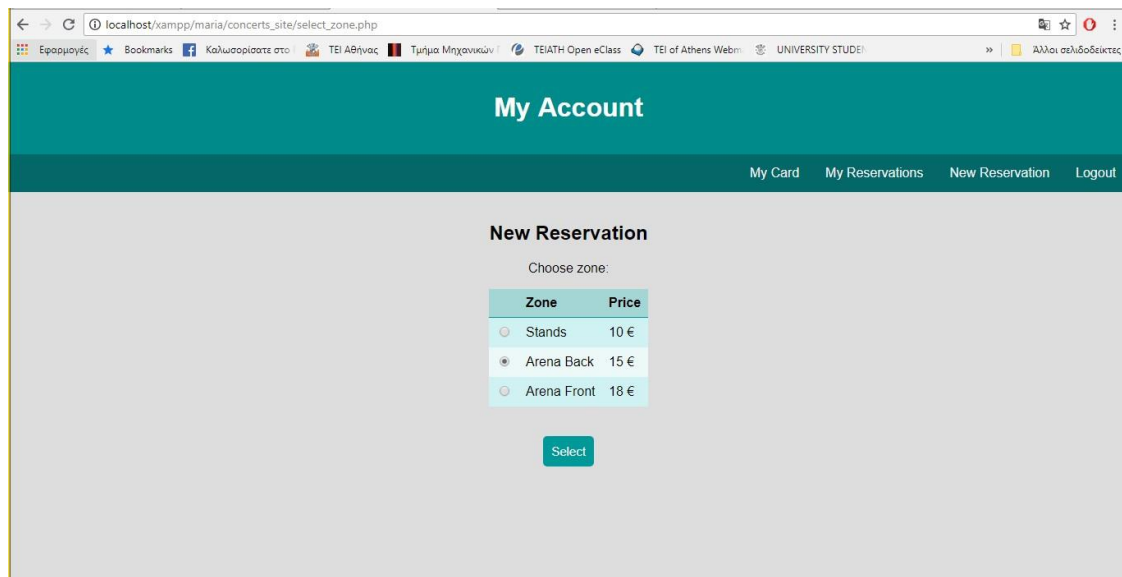 localhost/xampp/maria/concerts_site/select_zone.php
Εφαρμογές Bookmarks Καλωσορίσατε στο ΤΕΙ Αθήνας Τμήμα Μηχανικών TEIATH Open eClass TEI of Athens Webm UNIVERSITY STUDEN » Άλλοι σελιδοδείκτες
My Account
My Card My Reservations New Reservation Logout
New Reservation
Choose zone:
Zone Price
Stands 10 €
Arena Back 15 €
Arena Front 18 €
Select